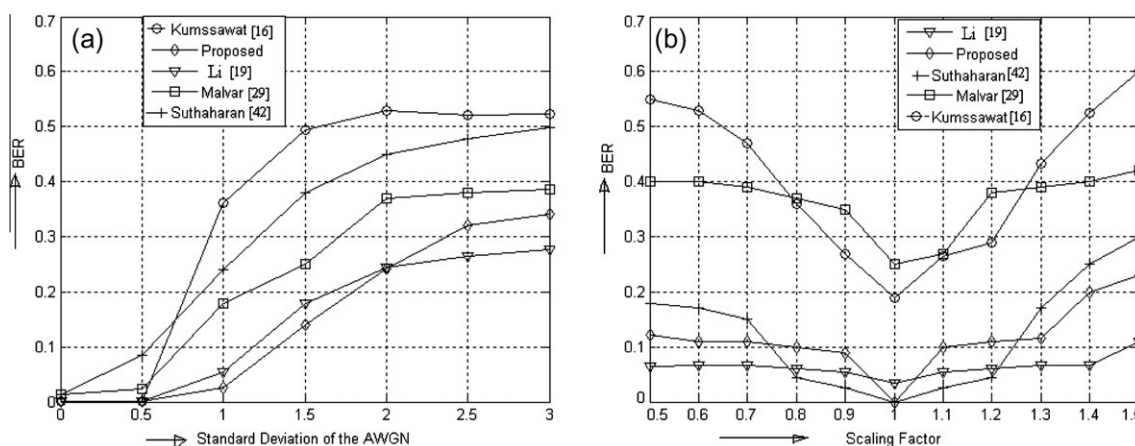 (a)
Kumssawat [16]
Proposed
Li [19]
Malvar [29]
Suthaharan [42]
BER
0.7
0.6
0.5
0.4
0.3
0.2
0.1
0
0 0.5 1 1.5 2 2.5 3
Standard Deviation of the AWGN
(b)
Li [19]
Proposed
Suthaharan [42]
Malvar [29]
Kumssawat [16]
BER
0.7
0.6
0.5
0.4
0.3
0.2
0.1
0
0.5 0.6 0.7 0.8 0.9 1 1.1 1.2 1.3 1.4 1.5
Scaling Factor